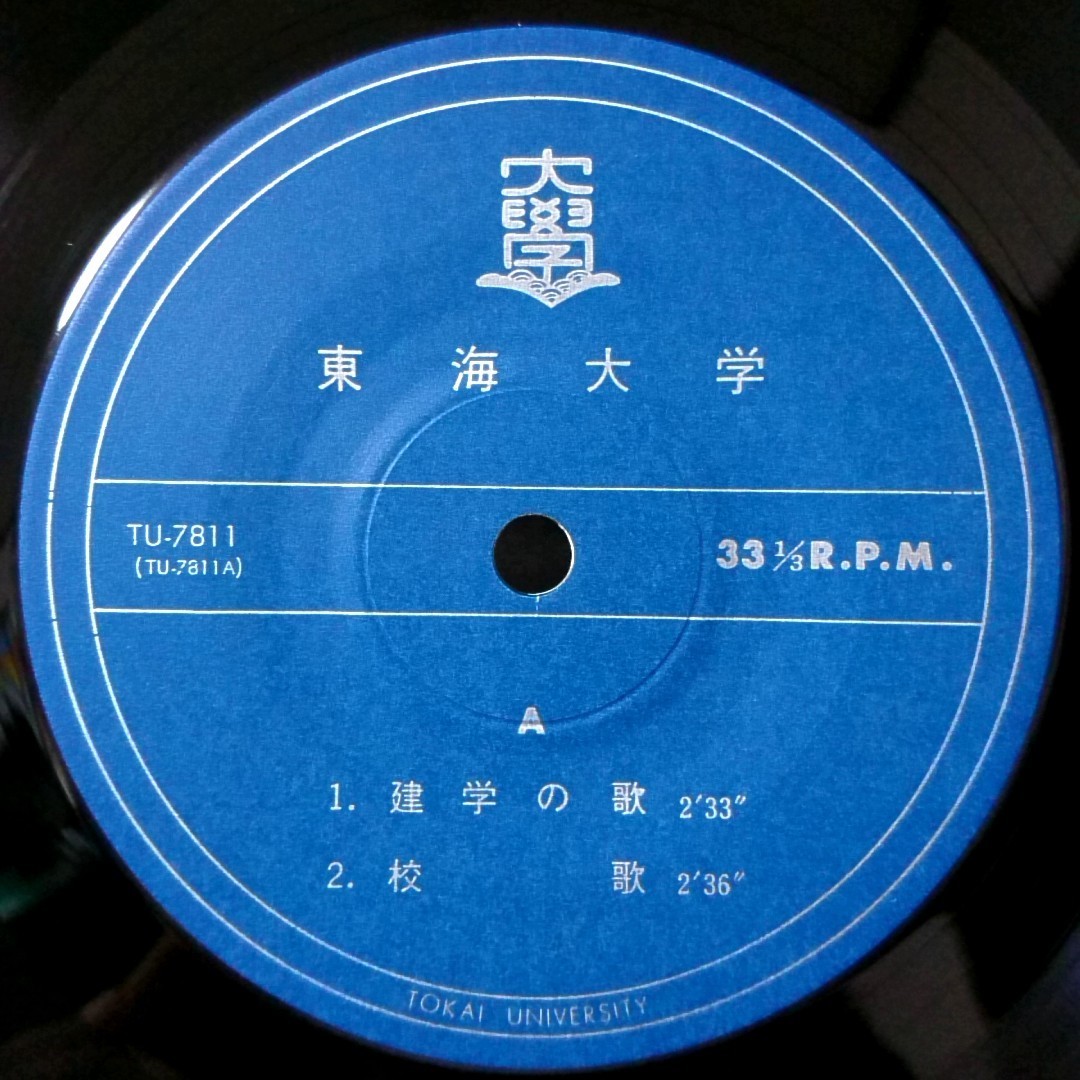 大學
東海大学
TU-7811
(TU-7811A)
33⅓R.P.M.
A
1. 建学の歌 2′33″
2. 校歌 2′36″
TOKAI UNIVERSITY